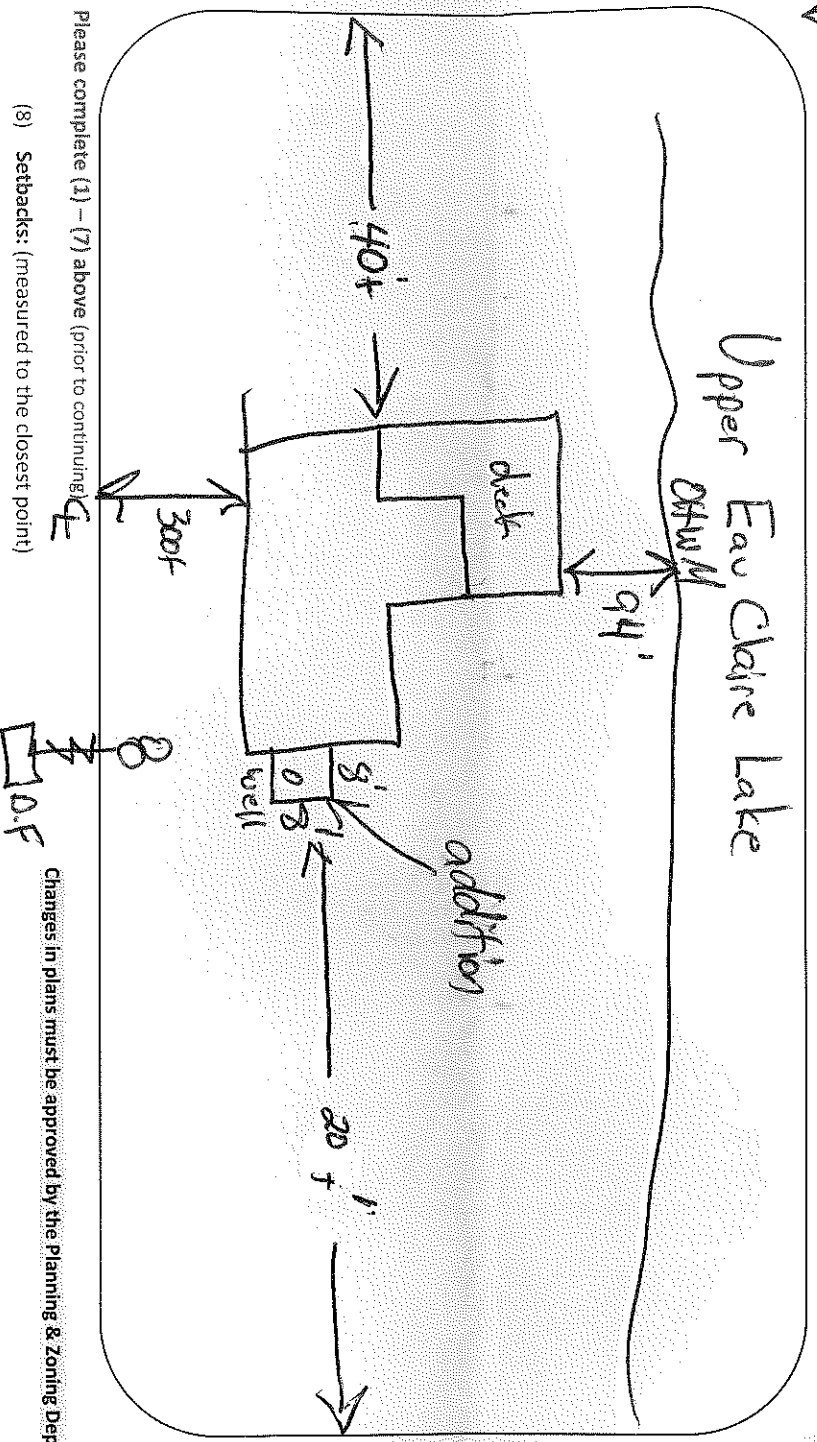 Upper Eau Claire Lake
OHWM
94'
deck
40'+
addition
8'
8'
well
20+'
300+
CL
D.F
Please complete (1) – (7) above (prior to continuing)
(8) Setbacks: (measured to the closest point)
Changes in plans must be approved by the Planning & Zoning Dep